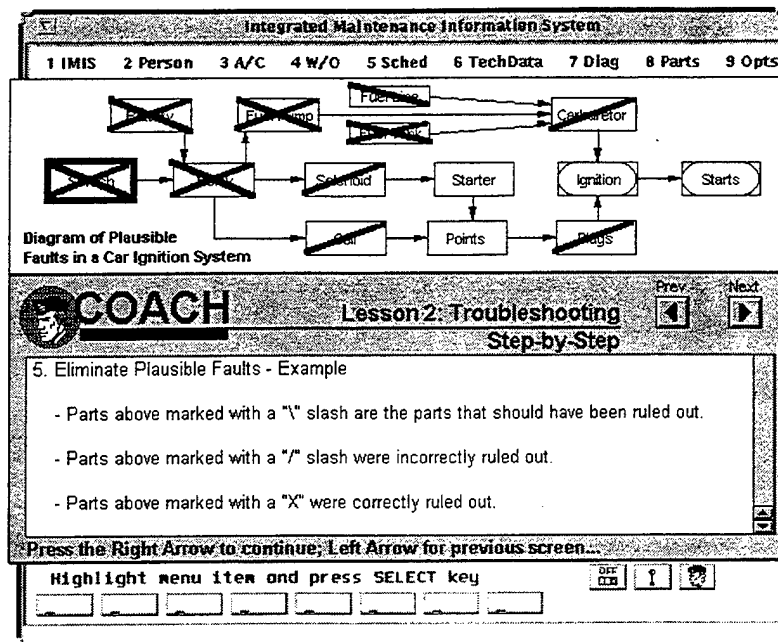 Integrated Maintenance Information System
1 IMIS 2 Person 3 A/C 4 W/O 5 Sched 6 TechData 7 Diag 8 Parts 9 Opts
Carburetor
Solenoid Starter Ignition Starts
Points Plugs
Diagram of Plausible
Faults in a Car Ignition System
COACH
Lesson 2: Troubleshooting
Step-by-Step
Prev Next
5. Eliminate Plausible Faults - Example
- Parts above marked with a "\" slash are the parts that should have been ruled out.
- Parts above marked with a "/" slash were incorrectly ruled out.
- Parts above marked with a "X" were correctly ruled out.
Press the Right Arrow to continue; Left Arrow for previous screen...
Highlight menu item and press SELECT key
OFF